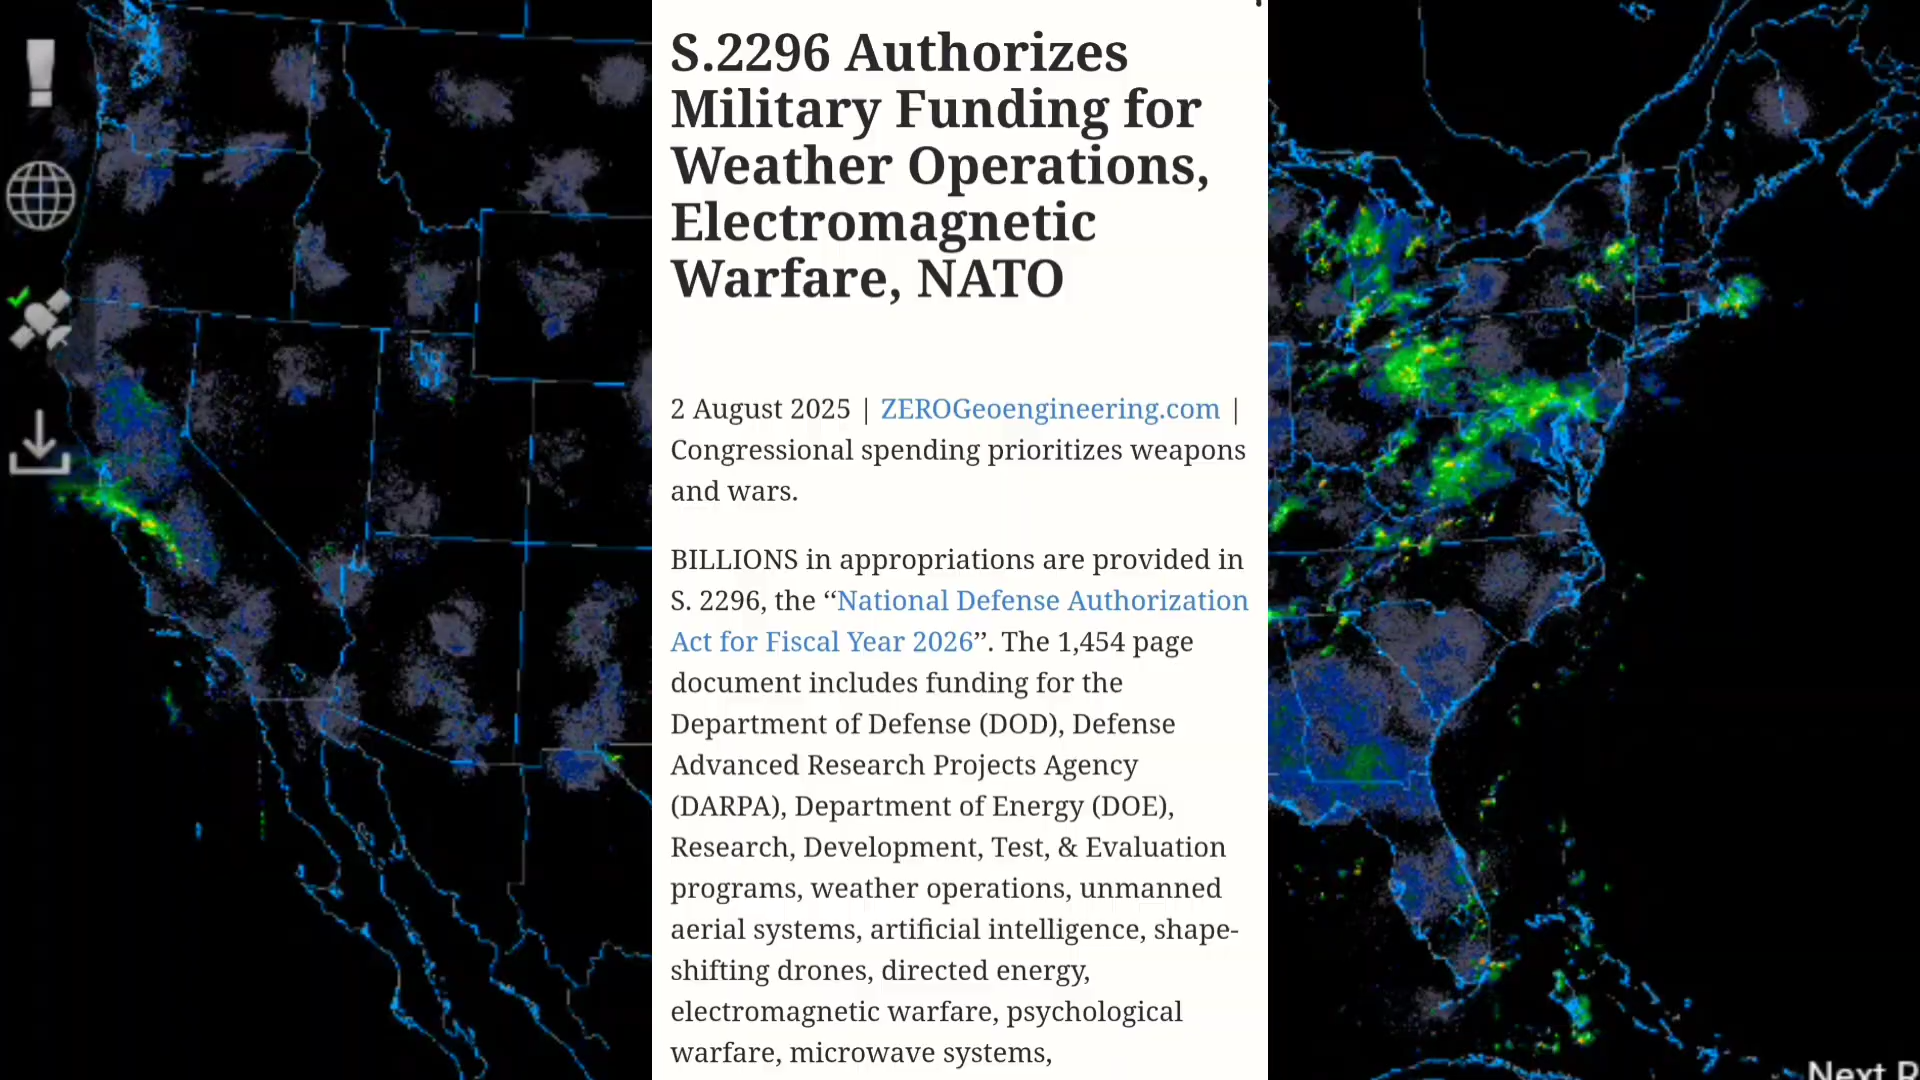 S.2296 Authorizes
Military Funding for
Weather Operations,
Electromagnetic
Warfare, NATO
2 August 2025 | ZEROGeoengineering.com |
Congressional spending prioritizes weapons
and wars.
BILLIONS in appropriations are provided in
S. 2296, the “National Defense Authorization
Act for Fiscal Year 2026”. The 1,454 page
document includes funding for the
Department of Defense (DOD), Defense
Advanced Research Projects Agency
(DARPA), Department of Energy (DOE),
Research, Development, Test, & Evaluation
programs, weather operations, unmanned
aerial systems, artificial intelligence, shape-
shifting drones, directed energy,
electromagnetic warfare, psychological
warfare, microwave systems,
Next R